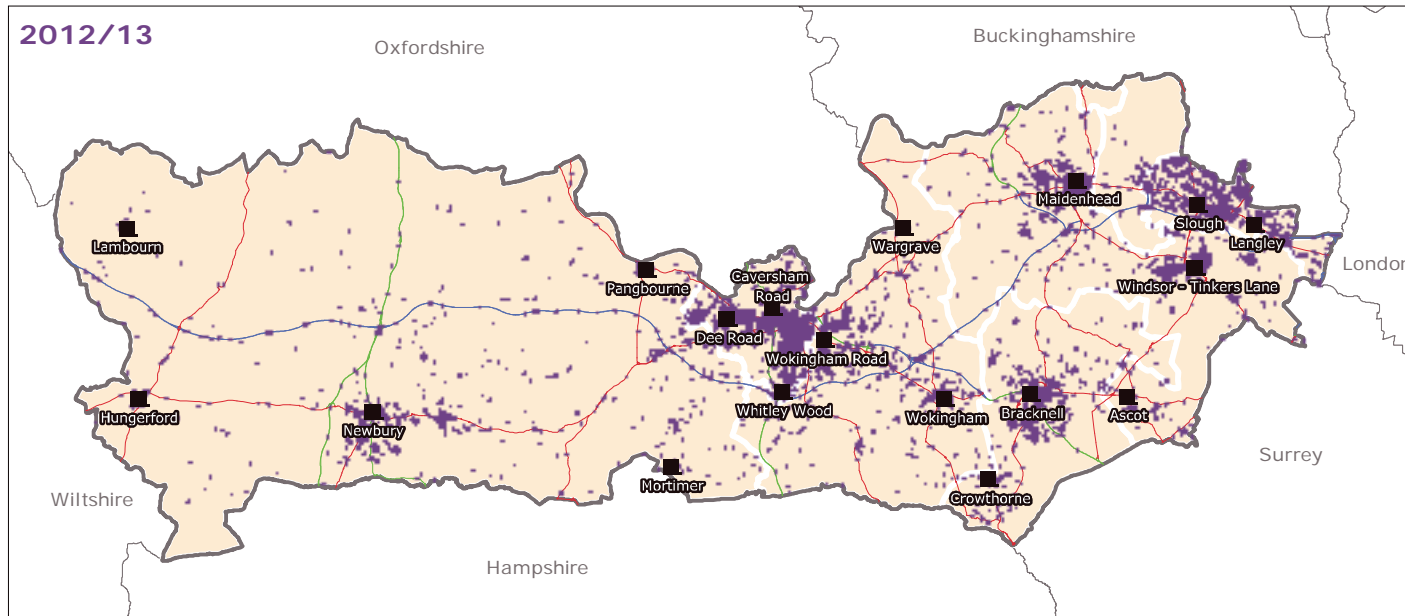 2012/13
Oxfordshire
Buckinghamshire
Maidenhead
Slough
Langley
Lambourn
Wargrave
London
Pangbourne
Caversham
Road
Windsor - Tinkers Lane
Dee Road
Wokingham Road
Hungerford
Newbury
Whitley Wood
Wokingham
Bracknell
Ascot
Surrey
Mortimer
Crowthorne
Wiltshire
Hampshire